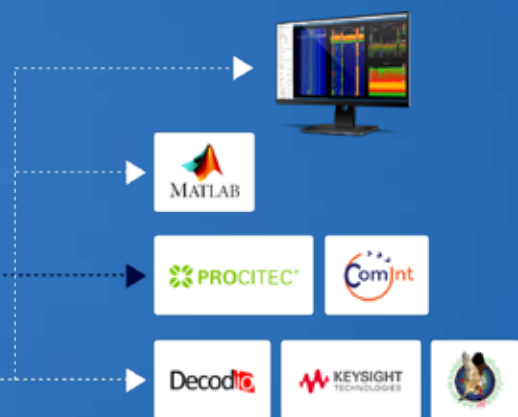 MATLAB
PROCITEC®
ComInt
Decodio
KEYSIGHT
TECHNOLOGIES